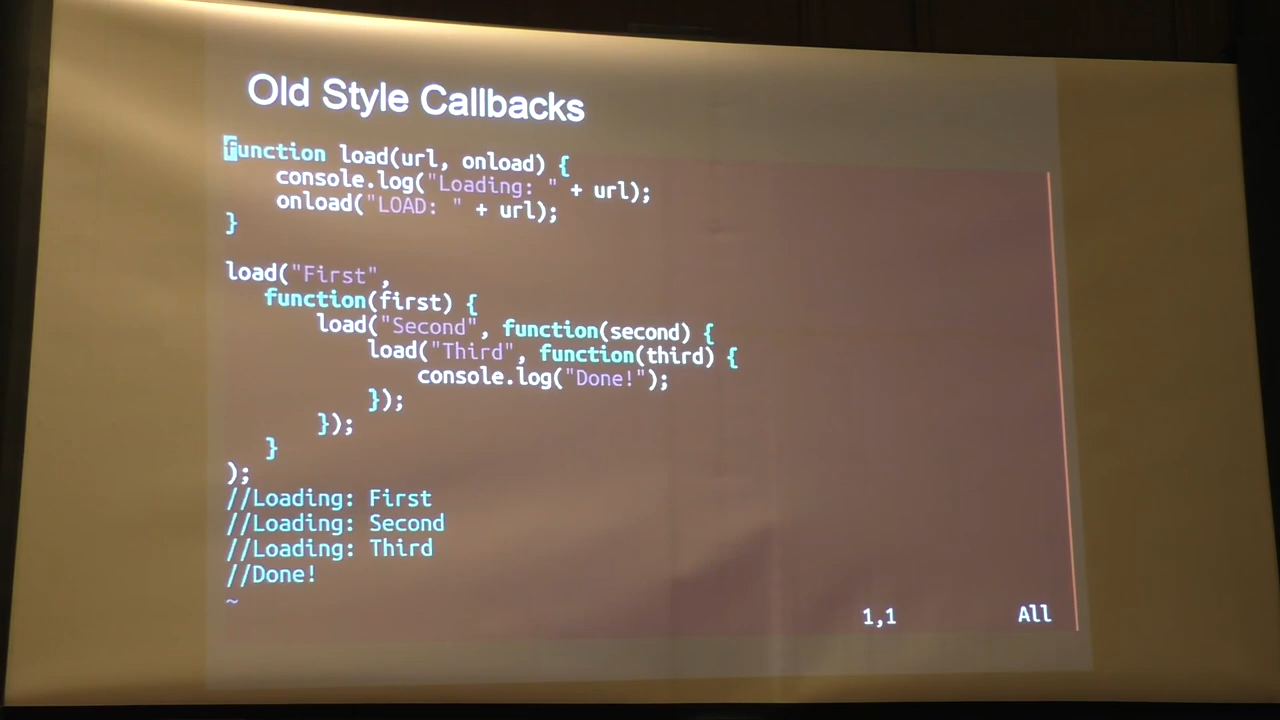 Old Style Callbacks
function load(url, onload) {
    console.log("Loading: " + url);
    onload("LOAD: " + url);
}
load("First",
   function(first) {
       load("Second", function(second) {
           load("Third", function(third) {
               console.log("Done!");
           });
       });
   }
);
//Loading: First
//Loading: Second
//Loading: Third
//Done!
~
1,1 All